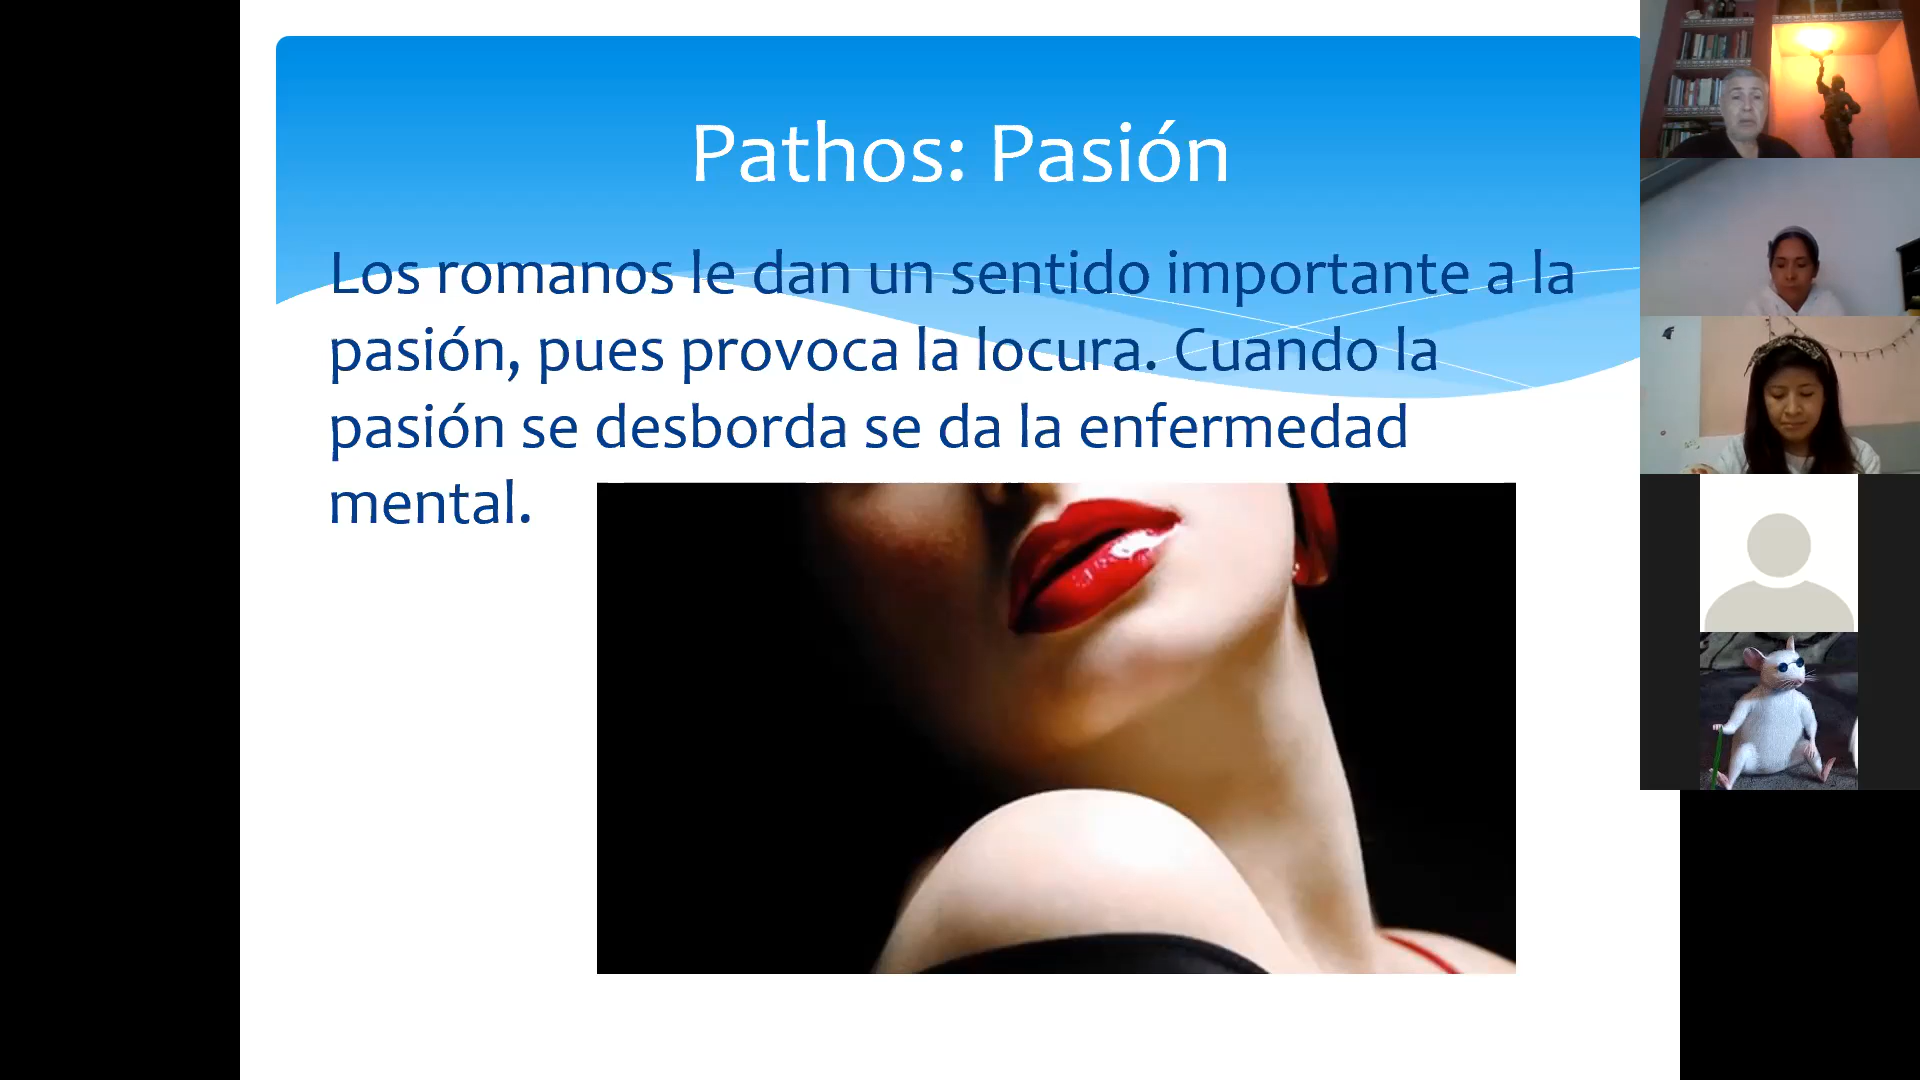 Pathos: Pasión
Los romanos le dan un sentido importante a la
pasión, pues provoca la locura. Cuando la
pasión se desborda se da la enfermedad
mental.